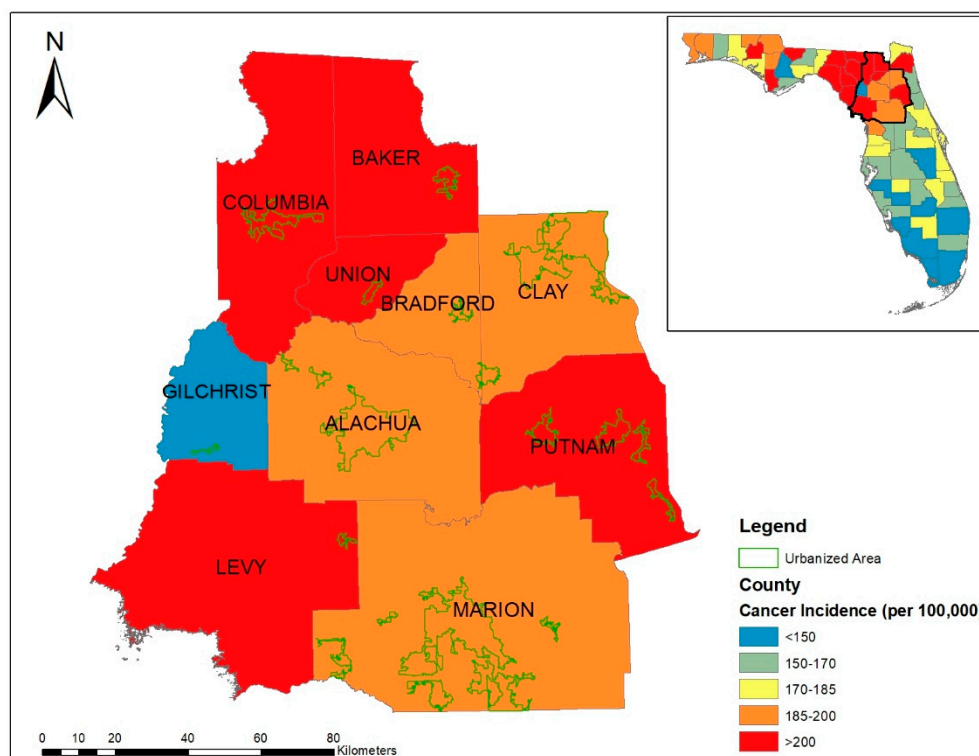 N
BAKER
COLUMBIA
UNION
BRADFORD
CLAY
GILCHRIST
ALACHUA
PUTNAM
LEVY
MARION
Legend
Urbanized Area
County
Cancer Incidence (per 100,000)
<150
150-170
170-185
185-200
>200
0 10 20 40 60 80
Kilometers